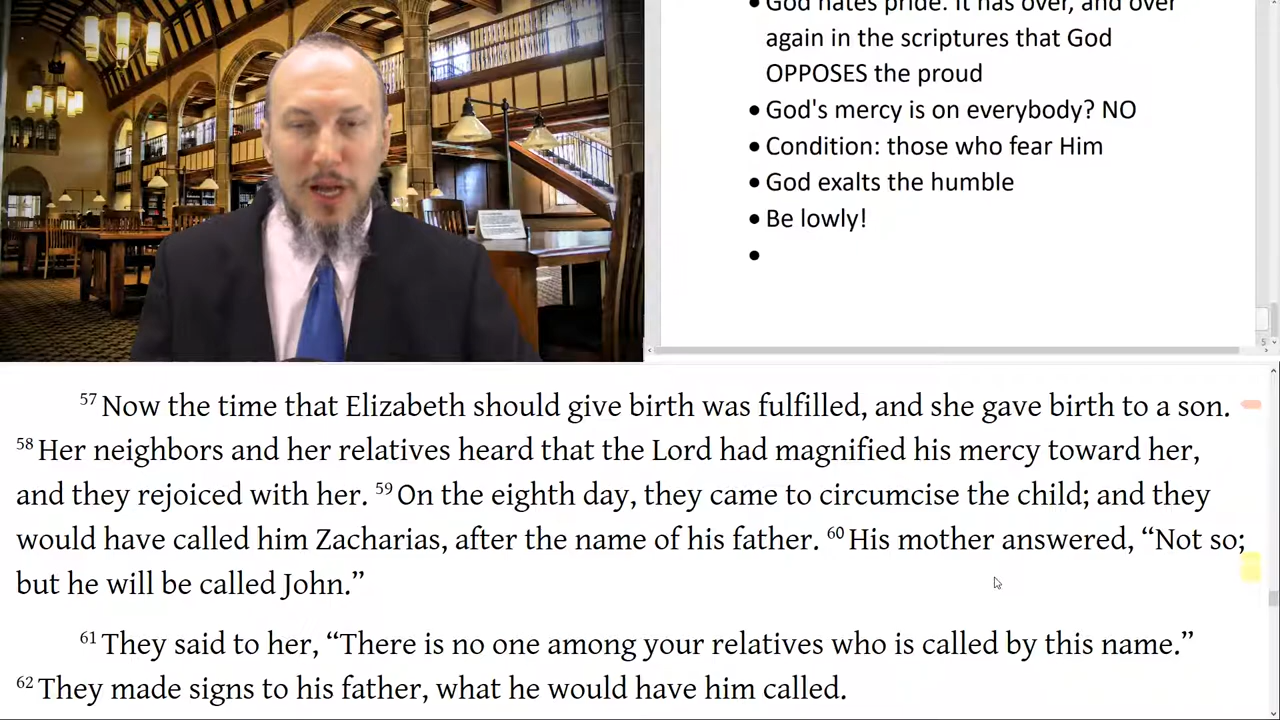 • God hates pride. It has over, and over
again in the scriptures that God
OPPOSES the proud
• God's mercy is on everybody? NO
• Condition: those who fear Him
• God exalts the humble
• Be lowly!
•
57 Now the time that Elizabeth should give birth was fulfilled, and she gave birth to a son.
58 Her neighbors and her relatives heard that the Lord had magnified his mercy toward her,
and they rejoiced with her. 59 On the eighth day, they came to circumcise the child; and they
would have called him Zacharias, after the name of his father. 60 His mother answered, “Not so;
but he will be called John.”
61 They said to her, “There is no one among your relatives who is called by this name.”
62 They made signs to his father, what he would have him called.